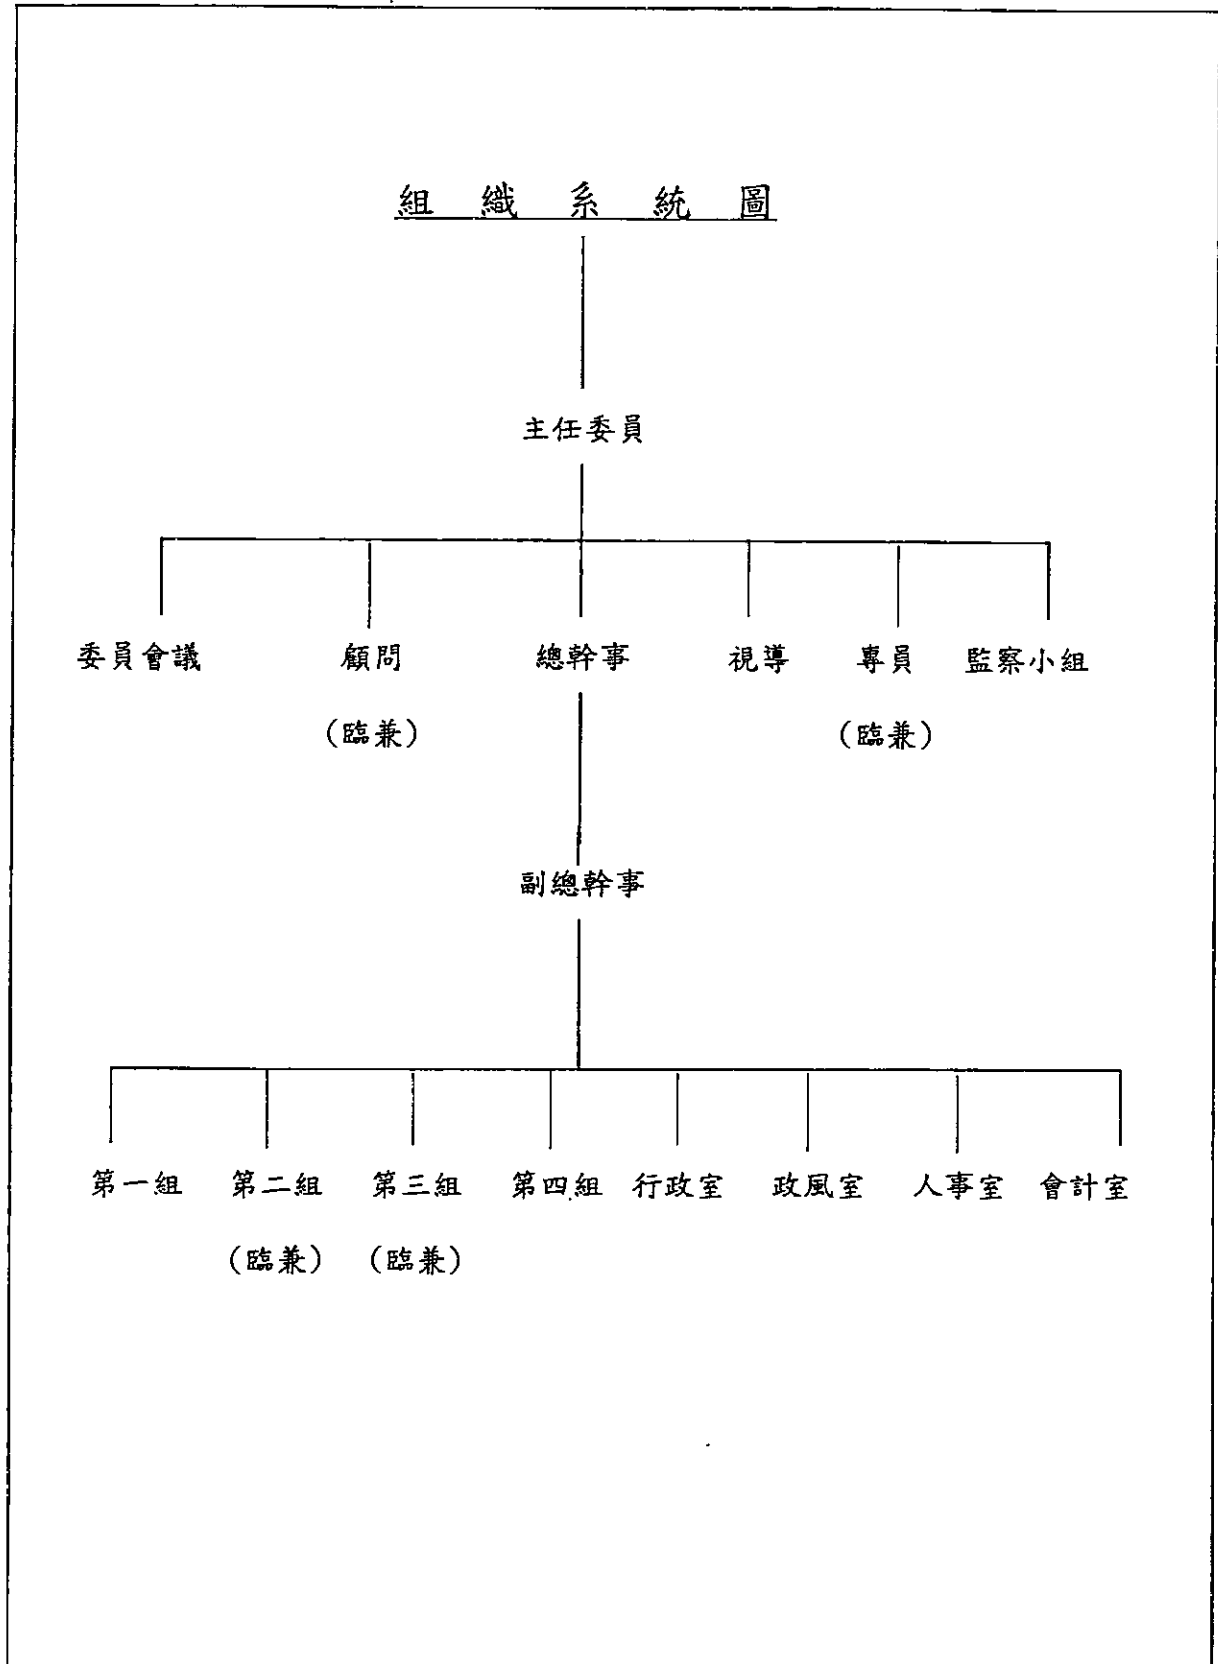 組織系統圖
主任委員
委員會議 顧問 總幹事 視導 專員 監察小組
(臨兼) (臨兼)
副總幹事
第一組 第二組 第三組 第四組 行政室 政風室 人事室 會計室
(臨兼) (臨兼)